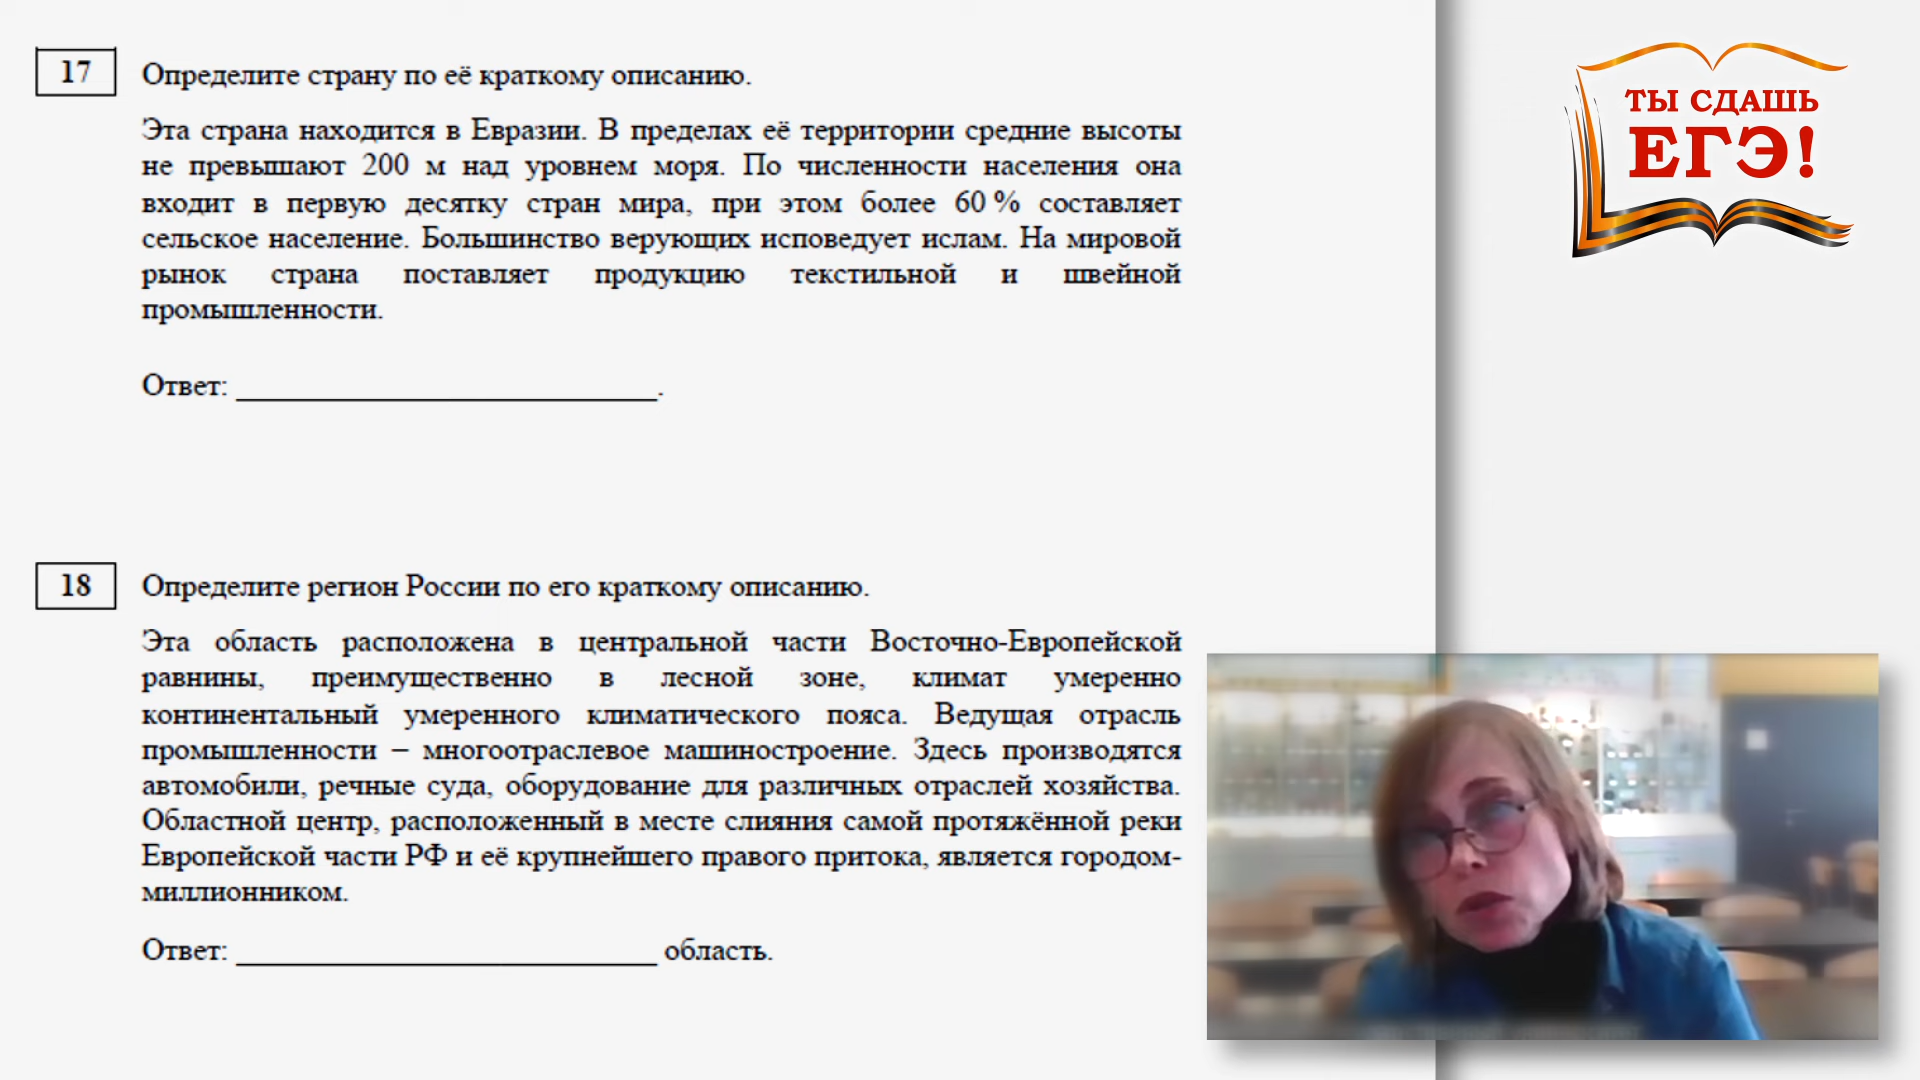 17
Определите страну по её краткому описанию.
Эта страна находится в Евразии. В пределах её территории средние высоты
не превышают 200 м над уровнем моря. По численности населения она
входит в первую десятку стран мира, при этом более 60 % составляет
сельское население. Большинство верующих исповедует ислам. На мировой
рынок страна поставляет продукцию текстильной и швейной
промышленности.
Ответ: ___________________________.
18
Определите регион России по его краткому описанию.
Эта область расположена в центральной части Восточно-Европейской
равнины, преимущественно в лесной зоне, климат умеренно
континентальный умеренного климатического пояса. Ведущая отрасль
промышленности – многоотраслевое машиностроение. Здесь производятся
автомобили, речные суда, оборудование для различных отраслей хозяйства.
Областной центр, расположенный в месте слияния самой протяжённой реки
Европейской части РФ и её крупнейшего правого притока, является городом-
миллионником.
Ответ: ___________________________ область.
ТЫ СДАШЬ
ЕГЭ!